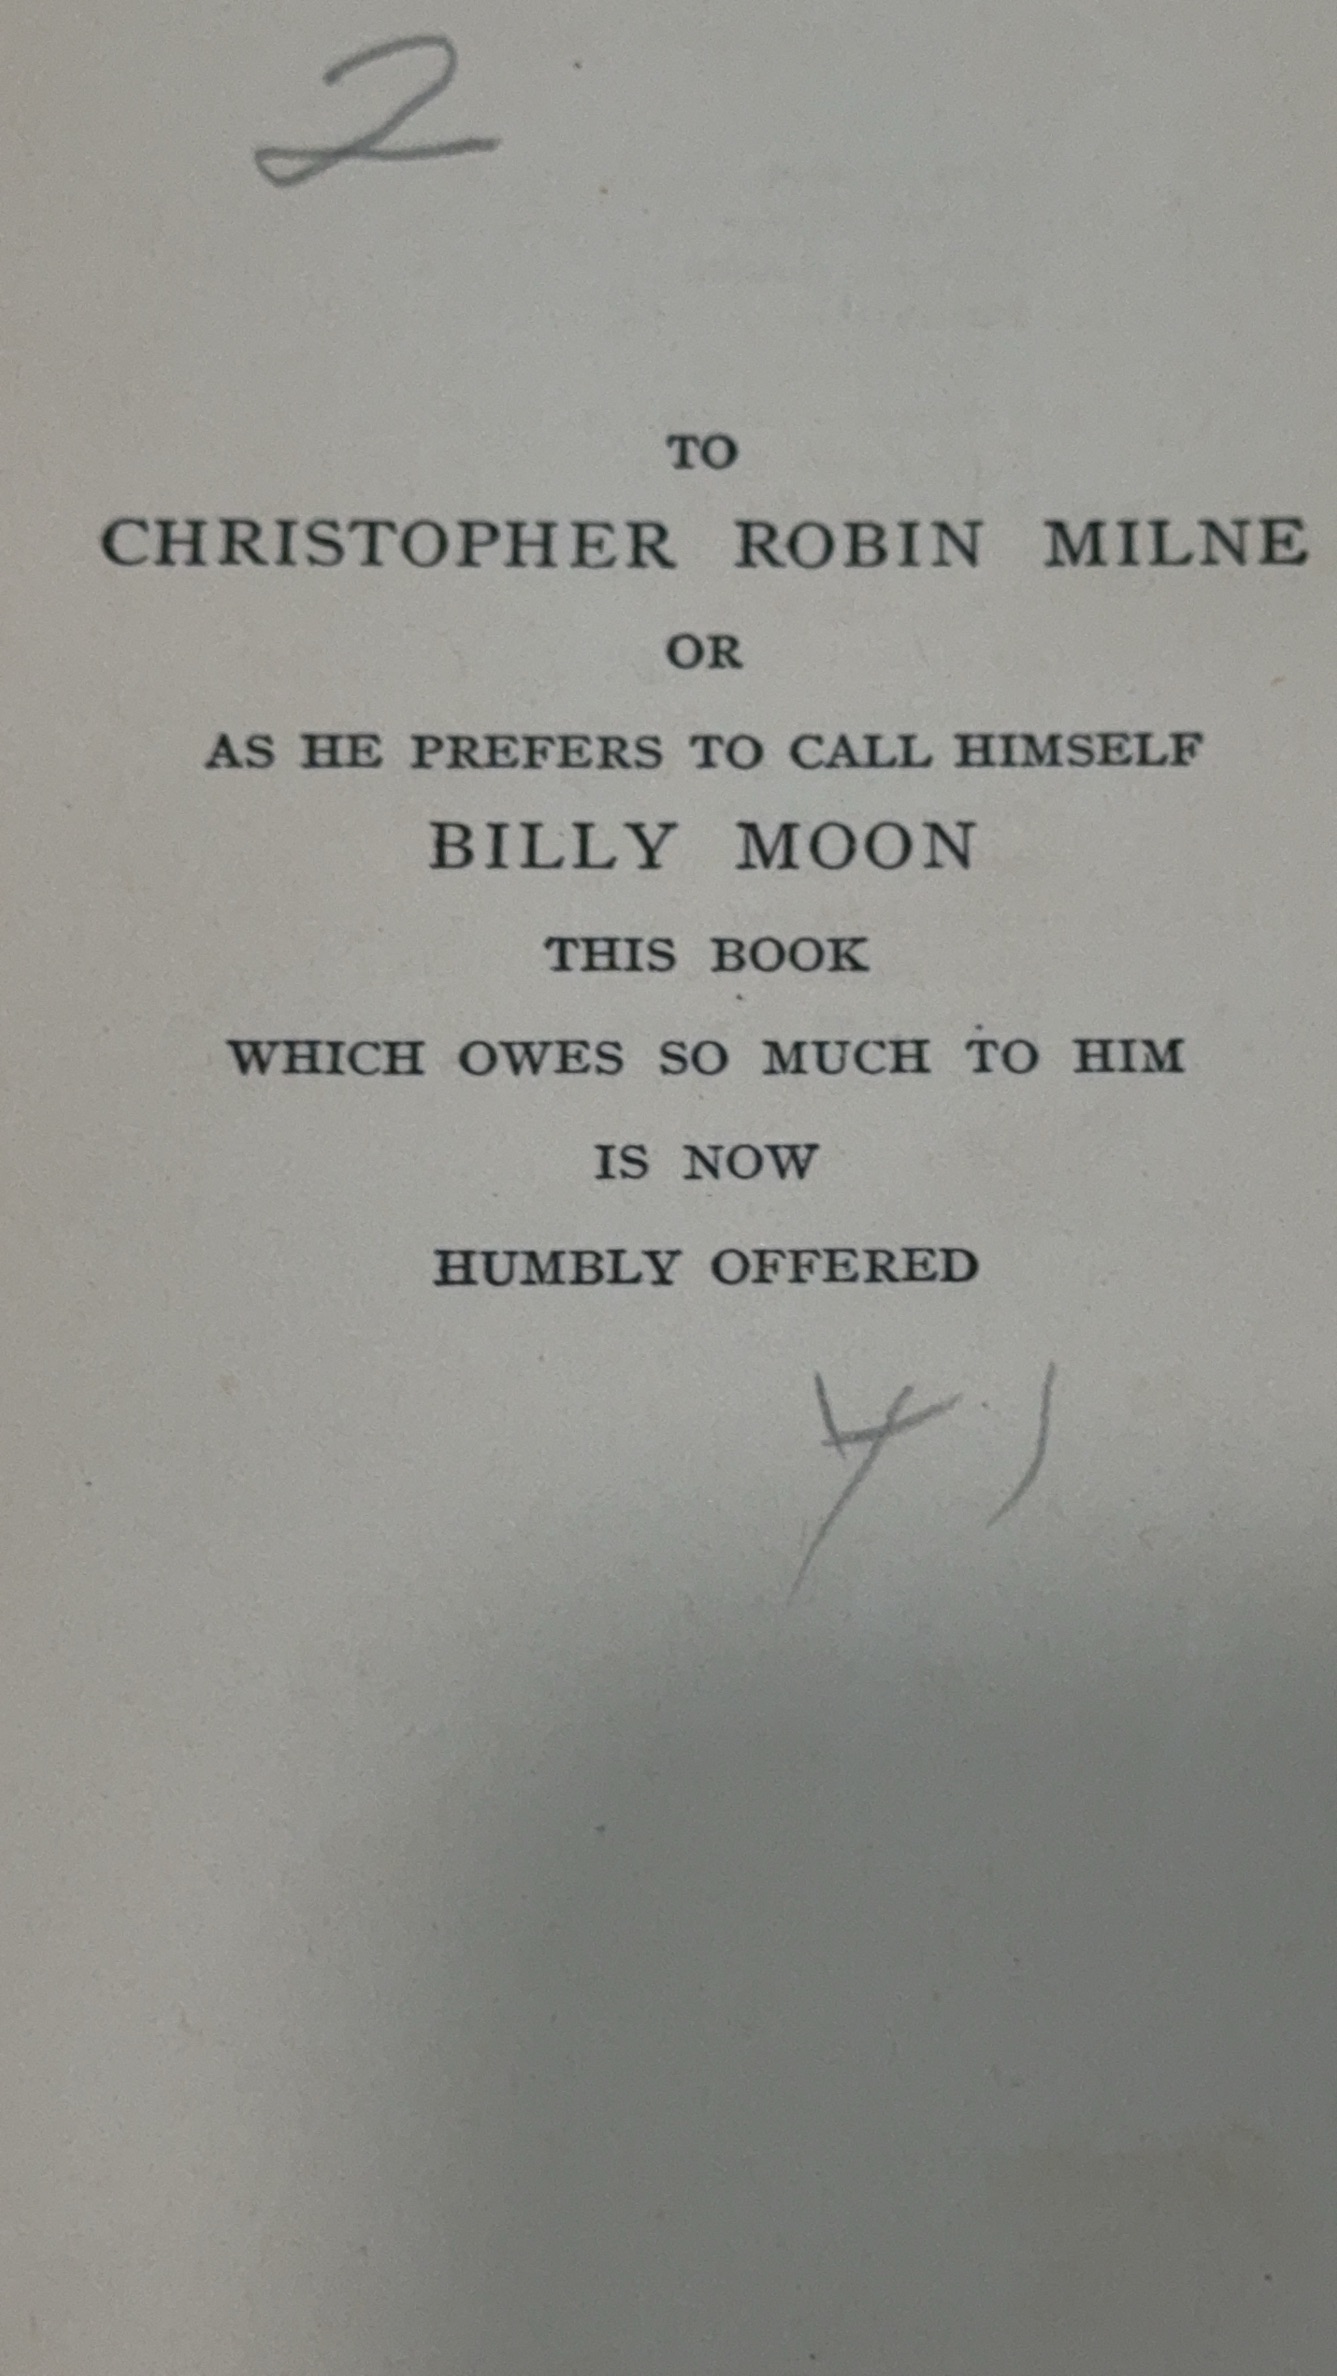 2
TO
CHRISTOPHER ROBIN MILNE
OR
AS HE PREFERS TO CALL HIMSELF
BILLY MOON
THIS BOOK
WHICH OWES SO MUCH TO HIM
IS NOW
HUMBLY OFFERED
41